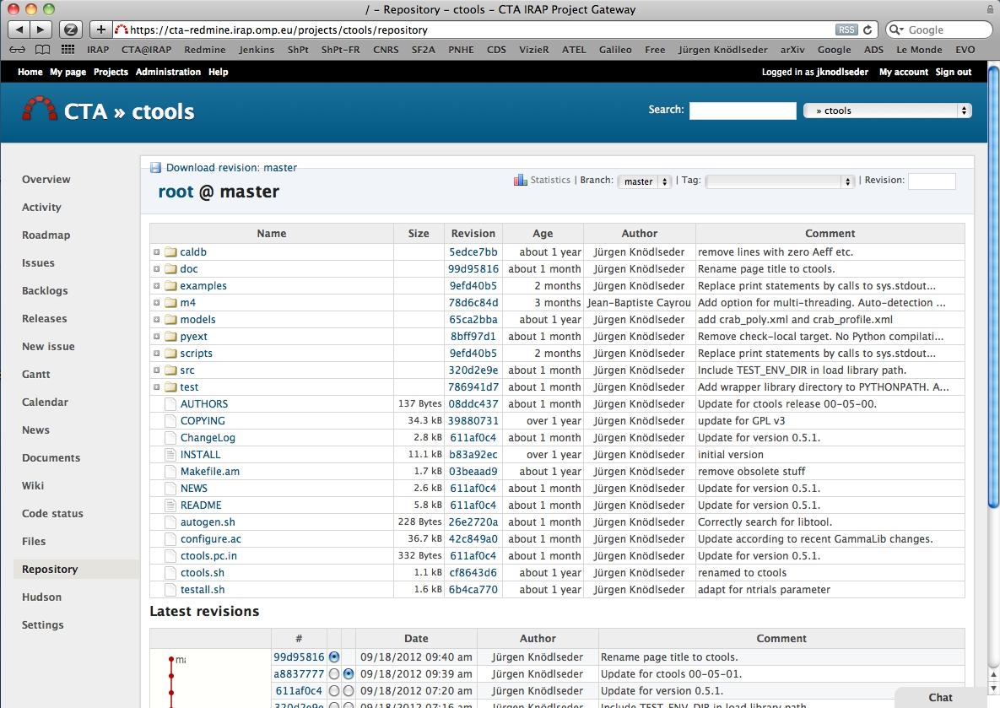 / – Repository – ctools – CTA IRAP Project Gateway
https://cta-redmine.irap.omp.eu/projects/ctools/repository RSS Google
IRAP CTA@IRAP Redmine Jenkins ShPt ShPt-FR CNRS SF2A PNHE CDS VizieR ATEL Galileo Free Jürgen Knödlseder arXiv Google ADS Le Monde EVO
Home My page Projects Administration Help Logged in as jknodlseder My account Sign out
CTA » ctools Search: » ctools
Overview
Activity
Roadmap
Issues
Backlogs
Releases
New issue
Gantt
Calendar
News
Documents
Wiki
Code status
Files
Repository
Hudson
Settings
Download revision: master
root @ master Statistics | Branch: master | Tag: | Revision:
Name Size Revision Age Author Comment
caldb 5edce7bb about 1 year Jürgen Knödlseder remove lines with zero Aeff etc.
doc 99d95816 about 1 month Jürgen Knödlseder Rename page title to ctools.
examples 9efd40b5 2 months Jürgen Knödlseder Replace print statements by calls to sys.stdout...
m4 78d6c84d 3 months Jean-Baptiste Cayrou Add option for multi-threading. Auto-detection ...
models 65ca2bba about 1 year Jürgen Knödlseder add crab_poly.xml and crab_profile.xml
pyext 8bff97d1 about 1 month Jürgen Knödlseder Remove check-local target. No Python compilati...
scripts 9efd40b5 2 months Jürgen Knödlseder Replace print statements by calls to sys.stdout...
src 320d2e9e about 1 month Jürgen Knödlseder Include TEST_ENV_DIR in load library path.
test 786941d7 about 1 month Jürgen Knödlseder Add wrapper library directory to PYTHONPATH. A...
AUTHORS 137 Bytes 08ddc437 about 1 month Jürgen Knödlseder Update for ctools release 00-05-00.
COPYING 34.3 kB 39880731 over 1 year Jürgen Knödlseder update for GPL v3
ChangeLog 2.8 kB 611af0c4 about 1 month Jürgen Knödlseder Update for version 0.5.1.
INSTALL 11.1 kB b83a92ec over 1 year Jürgen Knödlseder initial version
Makefile.am 1.7 kB 03beaad9 about 1 year Jürgen Knödlseder remove obsolete stuff
NEWS 2.6 kB 611af0c4 about 1 month Jürgen Knödlseder Update for version 0.5.1.
README 5.8 kB 611af0c4 about 1 month Jürgen Knödlseder Update for version 0.5.1.
autogen.sh 228 Bytes 26e2720a about 1 month Jürgen Knödlseder Correctly search for libtool.
configure.ac 36.7 kB 42c849a0 about 1 month Jürgen Knödlseder Update according to recent GammaLib changes.
ctools.pc.in 332 Bytes 611af0c4 about 1 month Jürgen Knödlseder Update for version 0.5.1.
ctools.sh 1.1 kB cf8643d6 about 1 year Jürgen Knödlseder renamed to ctools
testall.sh 1.6 kB 6b4ca770 about 1 year Jürgen Knödlseder adapt for ntrials parameter
Latest revisions
# Date Author Comment
99d95816 09/18/2012 09:40 am Jürgen Knödlseder Rename page title to ctools.
a8837777 09/18/2012 09:39 am Jürgen Knödlseder Update for ctools 00-05-01.
611af0c4 09/18/2012 07:20 am Jürgen Knödlseder Update for version 0.5.1.
320d2e9e 09/18/2012 07:16 am Jürgen Knödlseder Include TEST_ENV_DIR in load library path.
Chat